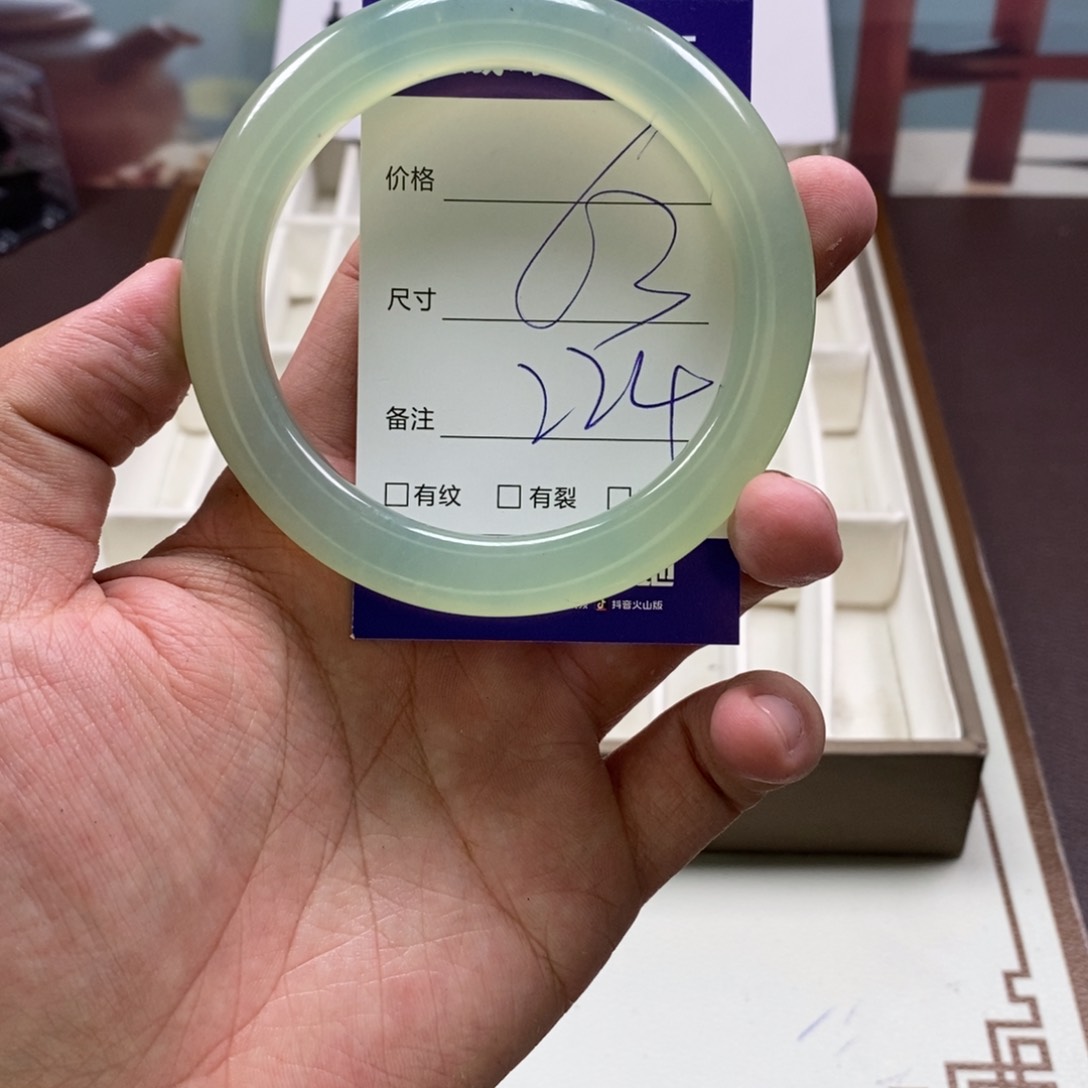 价格
63
尺寸
224
备注
□有纹 □有裂 □
抖音火山版